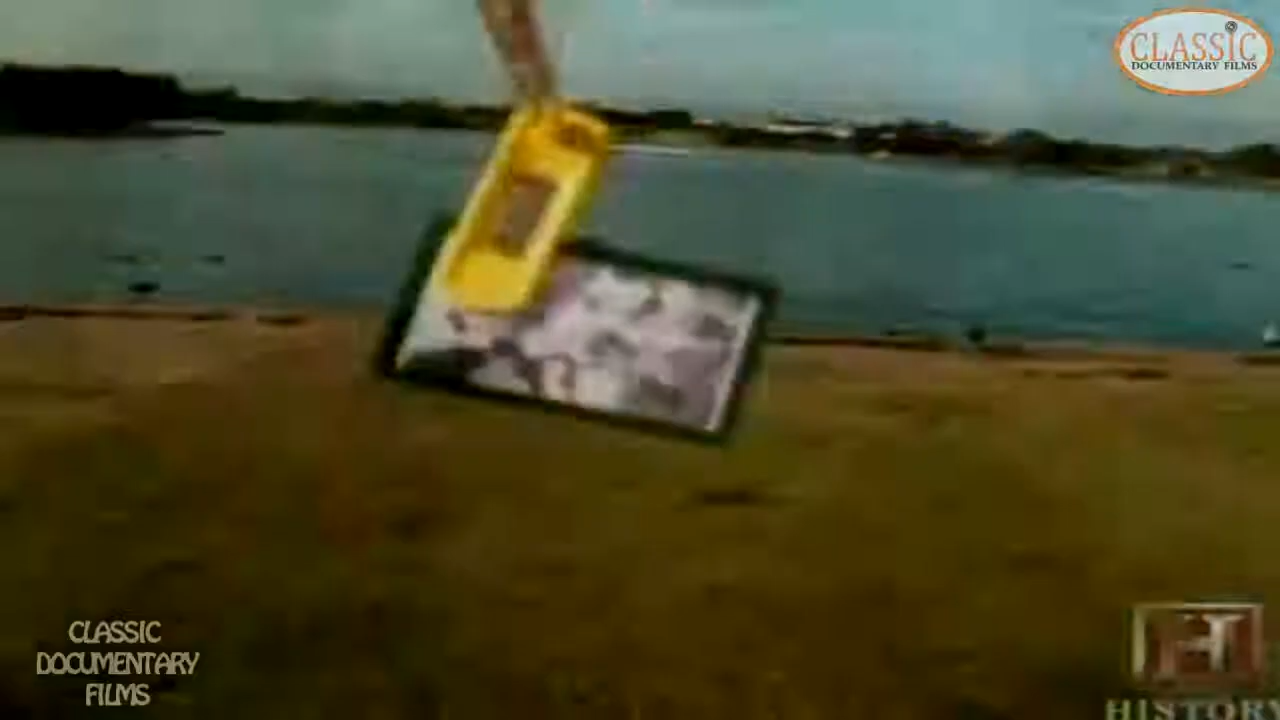 CLASSIC
DOCUMENTARY FILMS
CLASSIC
DOCUMENTARY
FILMS
H
HISTORY